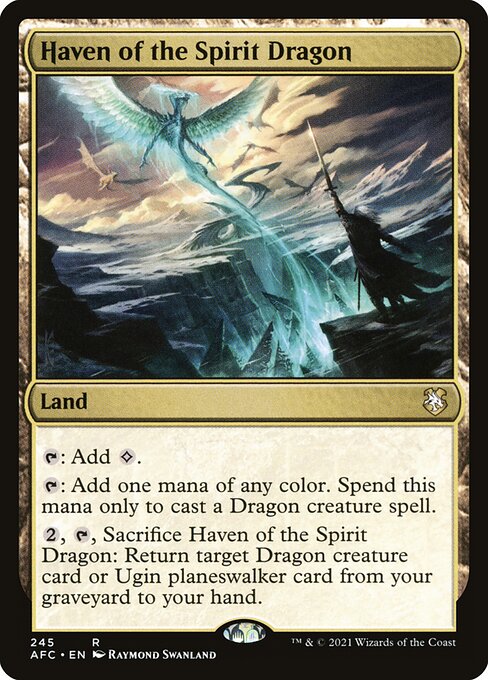 Haven of the Spirit Dragon
Land
: Add .
: Add one mana of any color. Spend this
mana only to cast a Dragon creature spell.
2, , Sacrifice Haven of the Spirit
Dragon: Return target Dragon creature
card or Ugin planeswalker card from your
graveyard to your hand.
245 R
AFC • EN RAYMOND SWANLAND
™ & © 2021 Wizards of the Coast